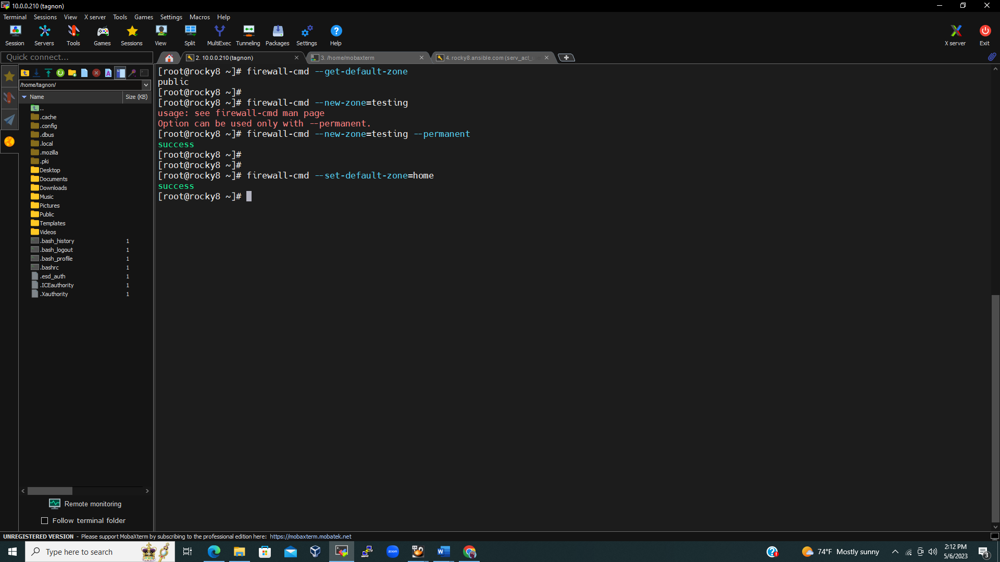 10.0.0.210 (tagnon)
Terminal Sessions View X server Tools Games Settings Macros Help
Session Servers Tools Games Sessions View Split MultiExec Tunneling Packages Settings Help X server Exit
Quick connect... 2. 10.0.0.210 (tagnon) 3. /home/mobaxterm 4. rocky8.ansible.com (serv_act_
/home/tagnon/
Name Size (KB)
..
.cache
.config
.dbus
.local
.mozilla
.pki
Desktop
Documents
Downloads
Music
Pictures
Public
Templates
Videos
.bash_history 1
.bash_logout 1
.bash_profile 1
.bashrc 1
.esd_auth 1
.ICEauthority 1
.Xauthority 1
Remote monitoring
Follow terminal folder
[root@rocky8 ~]# firewall-cmd --get-default-zone
public
[root@rocky8 ~]#
[root@rocky8 ~]# firewall-cmd --new-zone=testing
usage: see firewall-cmd man page
Option can be used only with --permanent.
[root@rocky8 ~]# firewall-cmd --new-zone=testing --permanent
success
[root@rocky8 ~]#
[root@rocky8 ~]#
[root@rocky8 ~]# firewall-cmd --set-default-zone=home
success
[root@rocky8 ~]#
UNREGISTERED VERSION - Please support MobaXterm by subscribing to the professional edition here: https://mobaxterm.mobatek.net
Type here to search
zoom
74°F Mostly sunny
2:12 PM
5/6/2023
3